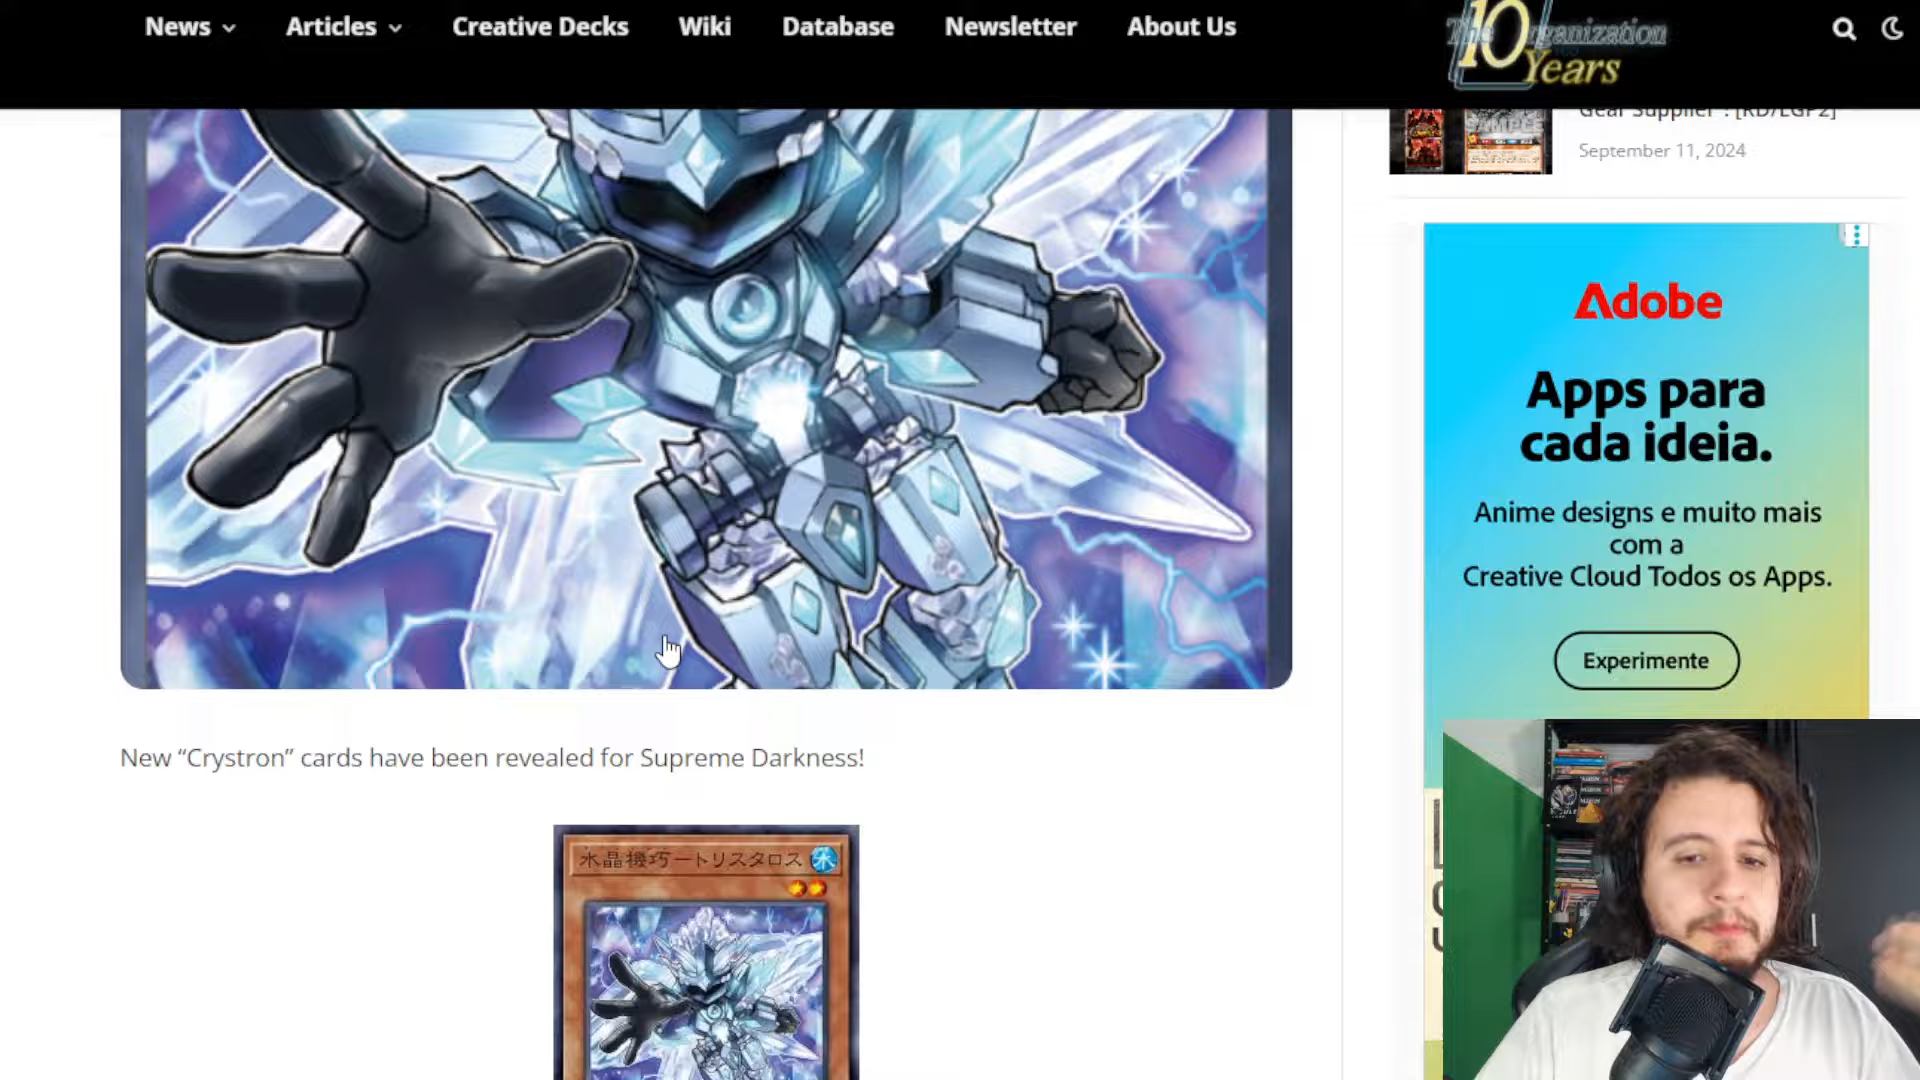 News
Articles
Creative Decks
Wiki
Database
Newsletter
About Us
The Organization
10 Years
Gear Supplier". [RD/LGP2]
SAMPLE
September 11, 2024
Adobe
Apps para
cada ideia.
Anime designs e muito mais
com a
Creative Cloud Todos os Apps.
Experimente
New “Crystron” cards have been revealed for Supreme Darkness!
水晶機巧－トリスタロス
水